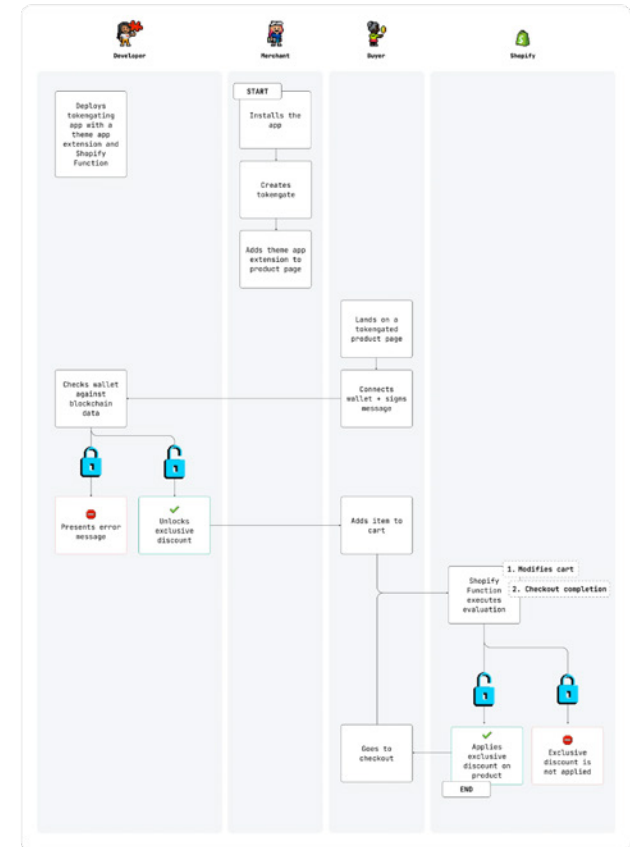 Developer
Merchant
Buyer
Shopify
Deploys
tokengating
app with a
theme app
extension and
Shopify
Function
START
Installs the
app
Creates
tokengate
Adds theme app
extension to
product page
Lands on a
tokengated
product page
Checks wallet
against
blockchain
data
Connects
wallet + signs
message
Presents error
message
Unlocks
exclusive
discount
Adds item to
cart
Shopify
Function
executes
evaluation
1. Modifies cart
2. Checkout completion
Goes to
checkout
Applies
exclusive
discount on
product
END
Exclusive
discount is
not applied